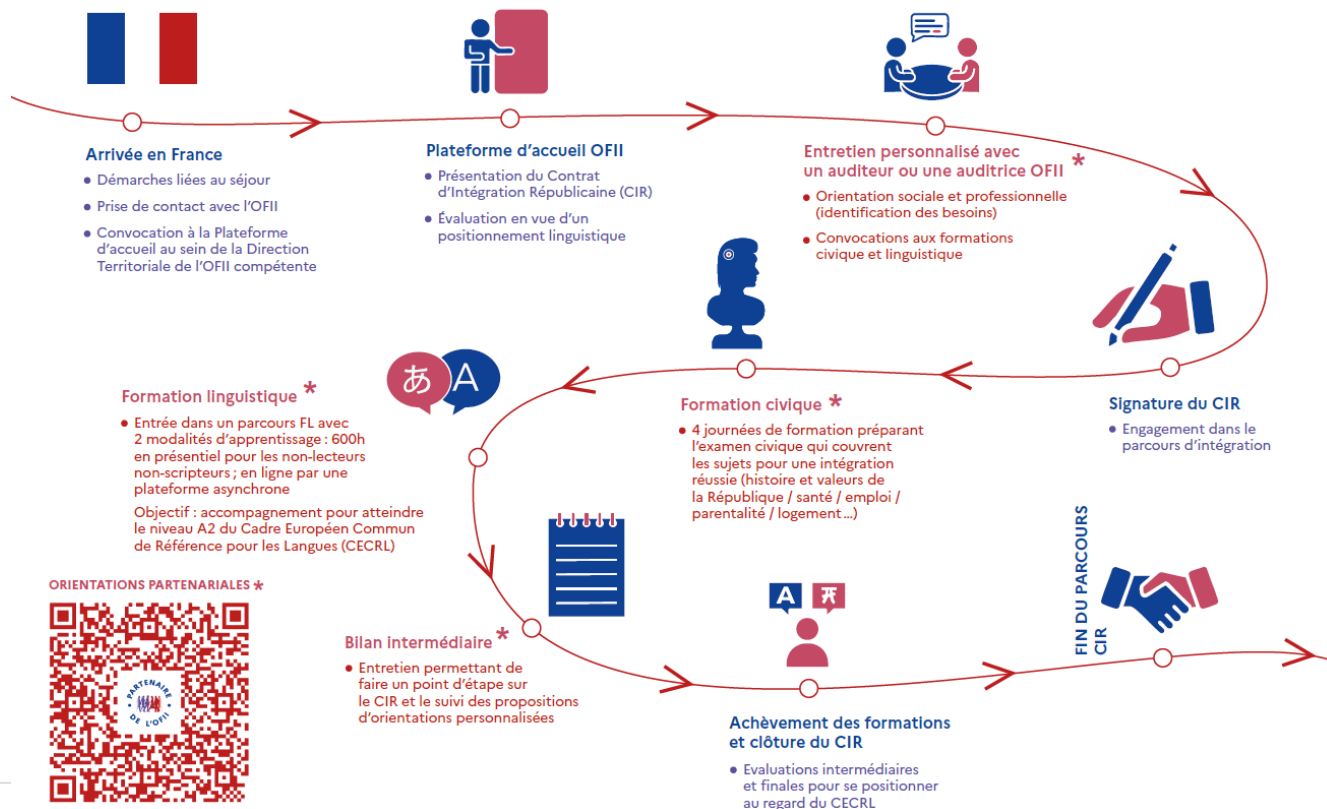 Arrivée en France
• Démarches liées au séjour
• Prise de contact avec l'OFII
• Convocation à la Plateforme
d'accueil au sein de la Direction
Territoriale de l'OFII compétente
Plateforme d'accueil OFII
• Présentation du Contrat
d'Intégration Républicaine (CIR)
• Évaluation en vue d'un
positionnement linguistique
Entretien personnalisé avec
un auditeur ou une auditrice OFII *
• Orientation sociale et professionnelle
(identification des besoins)
• Convocations aux formations
civique et linguistique
Signature du CIR
• Engagement dans le
parcours d'intégration
Formation civique *
• 4 journées de formation préparant
l'examen civique qui couvrent
les sujets pour une intégration
réussie (histoire et valeurs de
la République / santé / emploi /
parentalité / logement ...)
あ A
Formation linguistique *
• Entrée dans un parcours FL avec
2 modalités d'apprentissage : 600h
en présentiel pour les non-lecteurs
non-scripteurs ; en ligne par une
plateforme asynchrone
Objectif : accompagnement pour atteindre
le niveau A2 du Cadre Européen Commun
de Référence pour les Langues (CECRL)
ORIENTATIONS PARTENARIALES *
PARTENAIRE
DE L'OFII
Bilan intermédiaire *
• Entretien permettant de
faire un point d'étape sur
le CIR et le suivi des propositions
d'orientations personnalisées
A
Achèvement des formations
et clôture du CIR
• Evaluations intermédiaires
et finales pour se positionner
au regard du CECRL
FIN DU PARCOURS
CIR